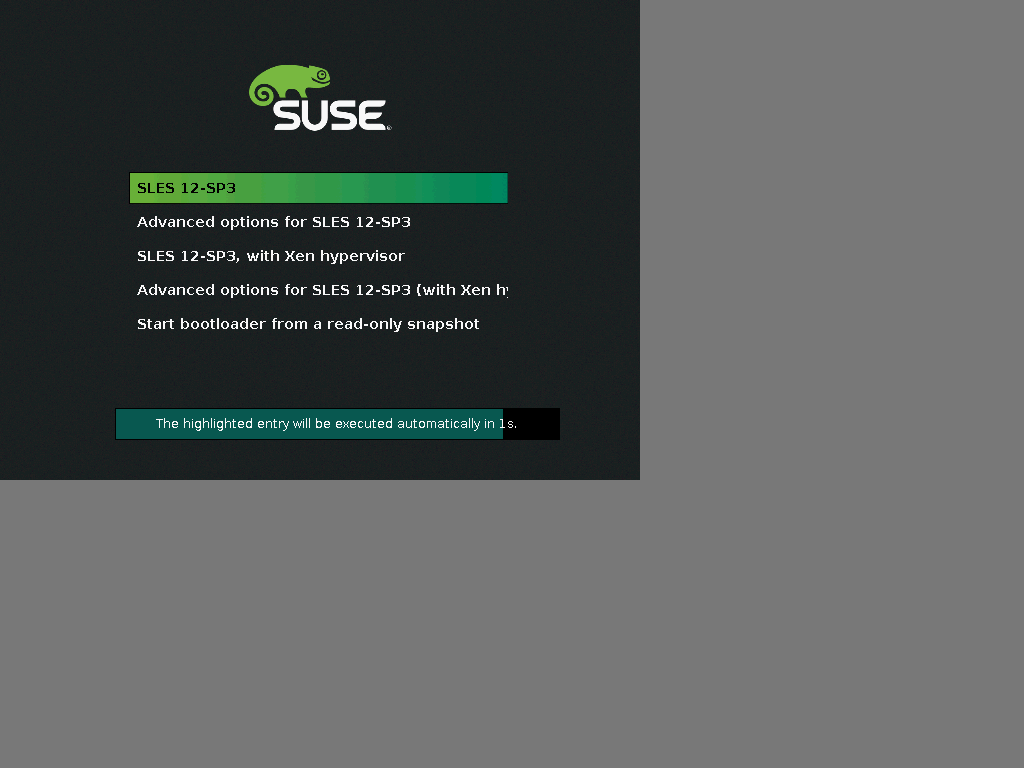 SUSE
SLES 12-SP3
Advanced options for SLES 12-SP3
SLES 12-SP3, with Xen hypervisor
Advanced options for SLES 12-SP3 (with Xen hy
Start bootloader from a read-only snapshot
The highlighted entry will be executed automatically in 1s.